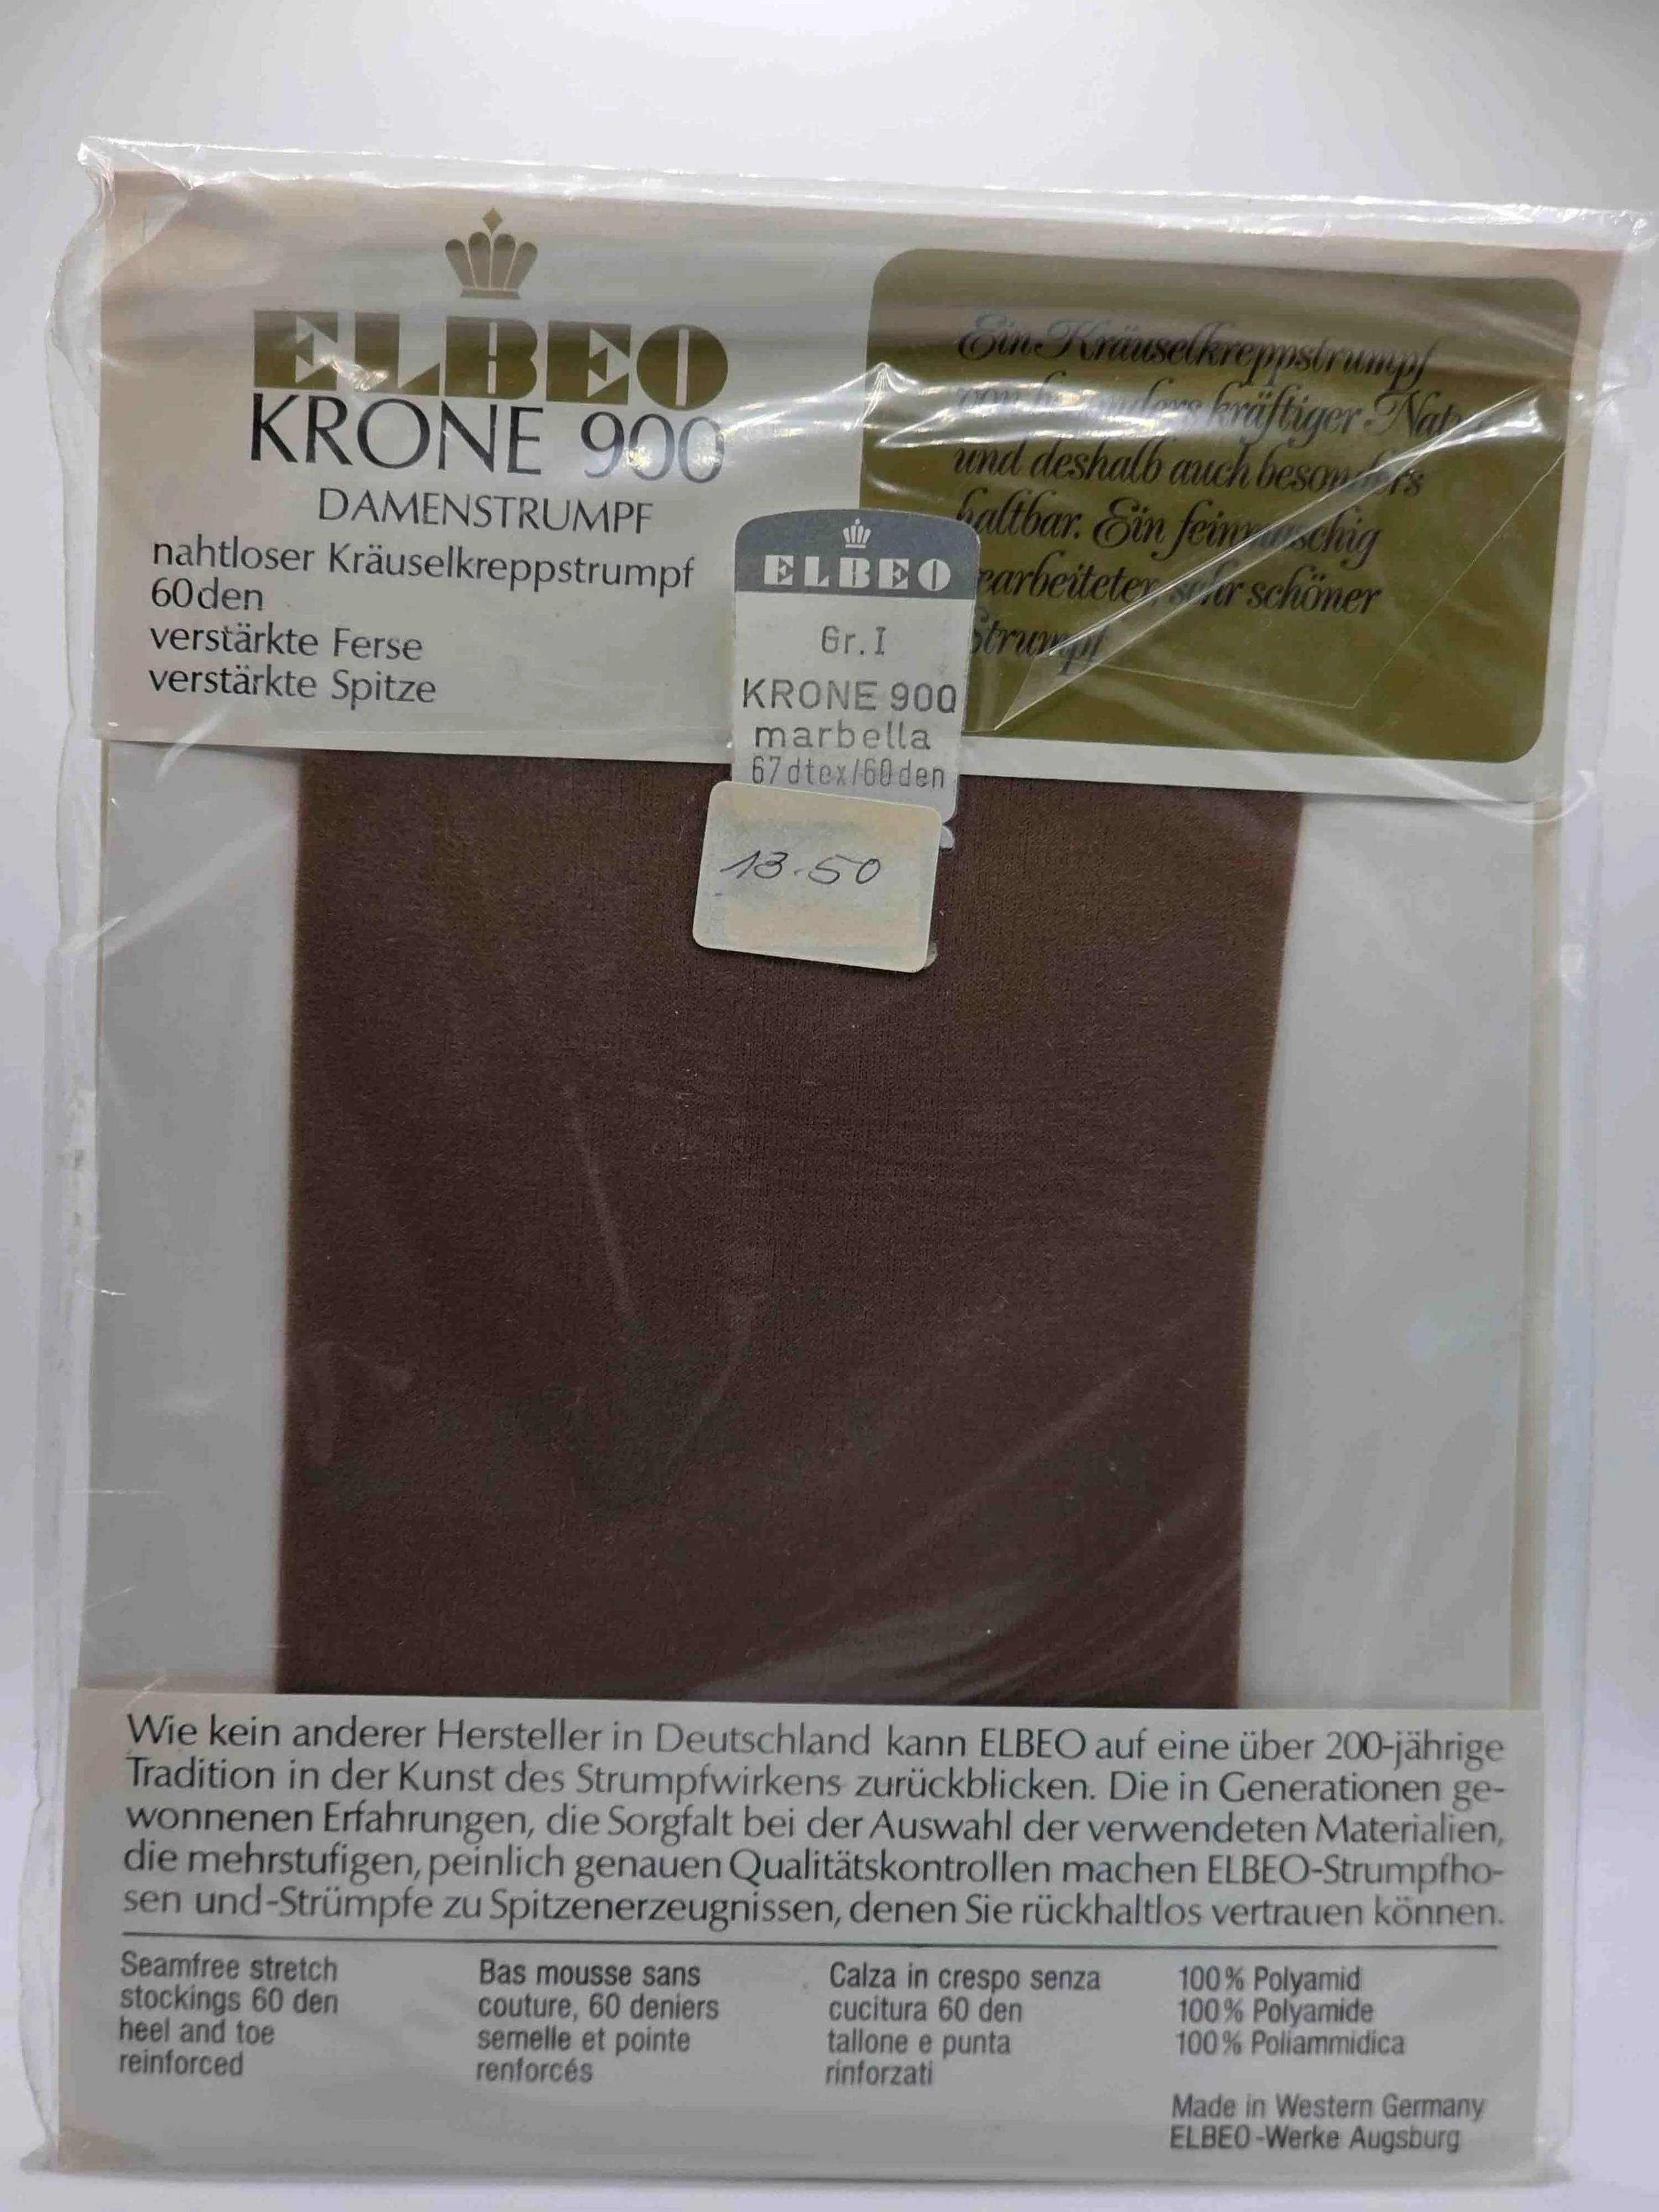 ELBEO
KRONE 900
DAMENSTRUMPF
nahtloser Kräuselkreppstrumpf
60den
verstärkte Ferse
verstärkte Spitze
Ein Kräuselkreppstrumpf
von besonders kräftiger
und deshalb auch besonders
haltbar. Ein feinmaschig
sehr schöner
Strumpf
ELBEO
Gr. I
KRONE 900
marbella
67dtex/60den
13.50
Wie kein anderer Hersteller in Deutschland kann ELBEO auf eine über 200-jährige
Tradition in der Kunst des Strumpfwirkens zurückblicken. Die in Generationen ge-
wonnenen Erfahrungen, die Sorgfalt bei der Auswahl der verwendeten Materialien,
die mehrstufigen, peinlich genauen Qualitätskontrollen machen ELBEO-Strumpfho-
sen und -Strümpfe zu Spitzenerzeugnissen, denen Sie rückhaltlos vertrauen können.
Seamfree stretch
stockings 60 den
heel and toe
reinforced
Bas mousse sans
couture, 60 deniers
semelle et pointe
renforcés
Calza in crespo senza
cucitura 60 den
tallone e punta
rinforzati
100% Polyamid
100% Polyamide
100% Poliammidica
Made in Western Germany
ELBEO-Werke Augsburg